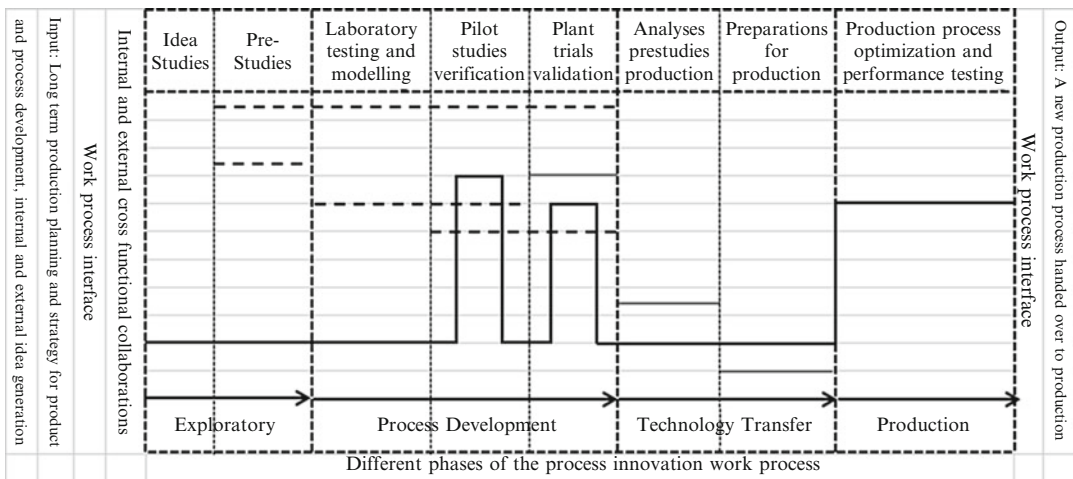 Input: Long term production planning and strategy for product
and process development, internal and external idea generation
Work process interface
Internal and external cross functional collaborations
Idea
Studies
Pre-
Studies
Laboratory
testing and
modelling
Pilot
studies
verification
Plant
trials
validation
Analyses
prestudies
production
Preparations
for
production
Production process
optimization and
performance testing
Work process interface
Output: A new production process handed over to production
Exploratory
Process Development
Technology Transfer
Production
Different phases of the process innovation work process